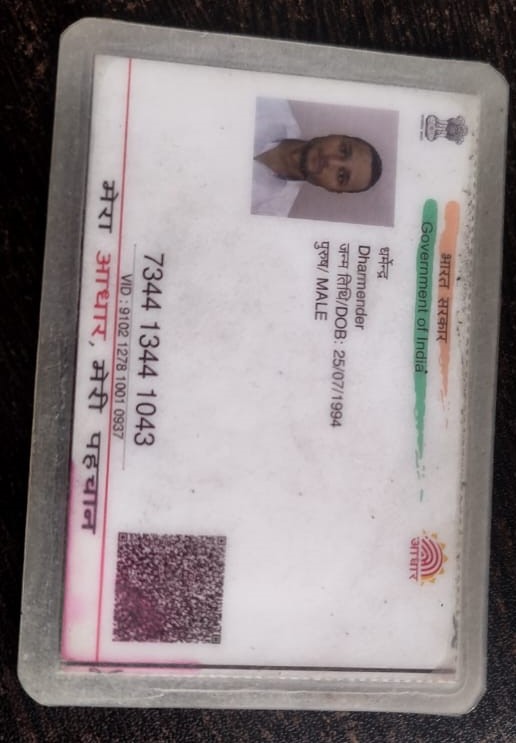 भारत सरकार
Government of India
आधार
धर्मेन्द्र
Dharmender
जन्म तिथि/DOB: 25/07/1994
पुरुष/ MALE
7344 1344 1043
VID : 9102 1278 1001 0937
मेरा आधार, मेरी पहचान